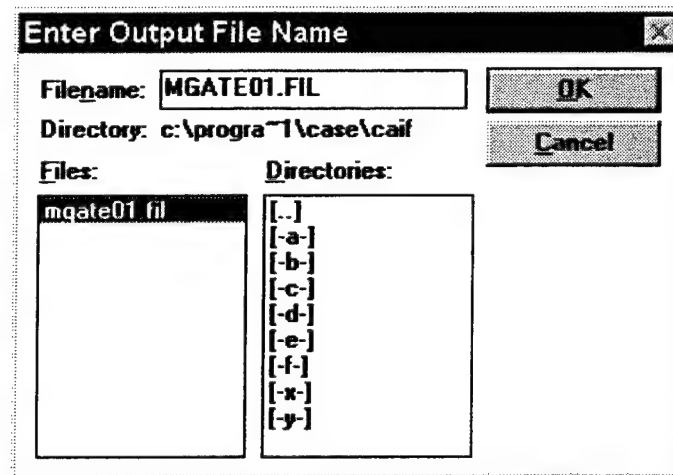 Enter Output File Name
Filename: MGATE01.FIL
OK
Directory: c:\progra~1\case\caif
Cancel
Files:
Directories:
mgate01.fil
[..]
[-a-]
[-b-]
[-c-]
[-d-]
[-e-]
[-f-]
[-x-]
[-y-]